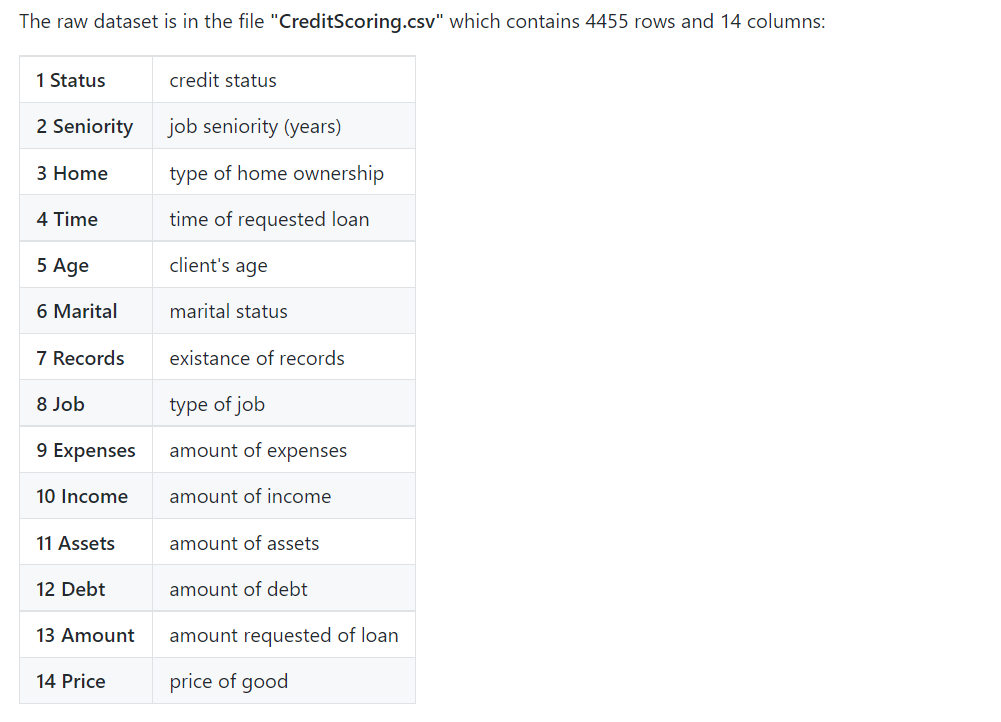 The raw dataset is in the file "CreditScoring.csv" which contains 4455 rows and 14 columns:
1 Status credit status
2 Seniority job seniority (years)
3 Home type of home ownership
4 Time time of requested loan
5 Age client's age
6 Marital marital status
7 Records existance of records
8 Job type of job
9 Expenses amount of expenses
10 Income amount of income
11 Assets amount of assets
12 Debt amount of debt
13 Amount amount requested of loan
14 Price price of good